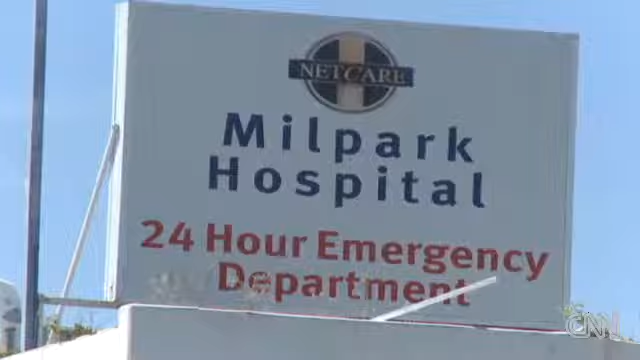 NETCARE
Milpark
Hospital
24 Hour Emergency
Department
CNN